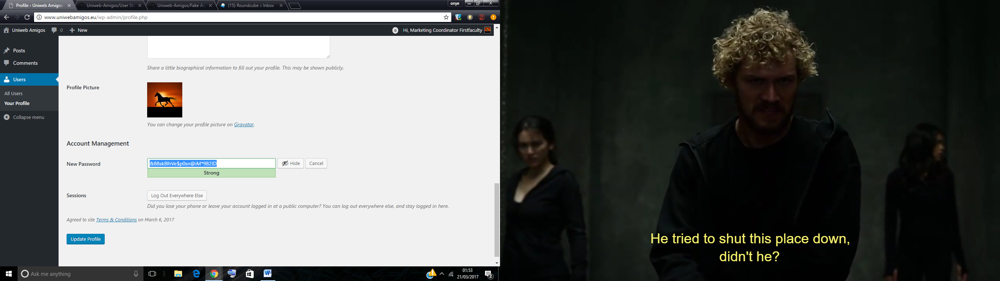 Profile ‹ Uniweb Amigos
Uniweb-Amigos/User Sto
Uniweb-Amigos/Fake Ac
(15) Roundcube :: Inbox
onye
www.uniwebamigos.eu/wp-admin/profile.php
Uniweb Amigos
0
New
0
Hi, Marketing Coordinator Firstfaculty
Posts
Comments
Users
All Users
Your Profile
Collapse menu
Share a little biographical information to fill out your profile. This may be shown publicly.
Profile Picture
You can change your profile picture on Gravatar.
Account Management
New Password
&88skBIhVe$p0sn@iM*9B2ID
Hide
Cancel
Strong
Sessions
Log Out Everywhere Else
Did you lose your phone or leave your account logged in at a public computer? You can log out everywhere else, and stay logged in here.
Agreed to site Terms & Conditions on March 6, 2017
Update Profile
Ask me anything
01:53
21/03/2017
2
He tried to shut this place down,
didn't he?